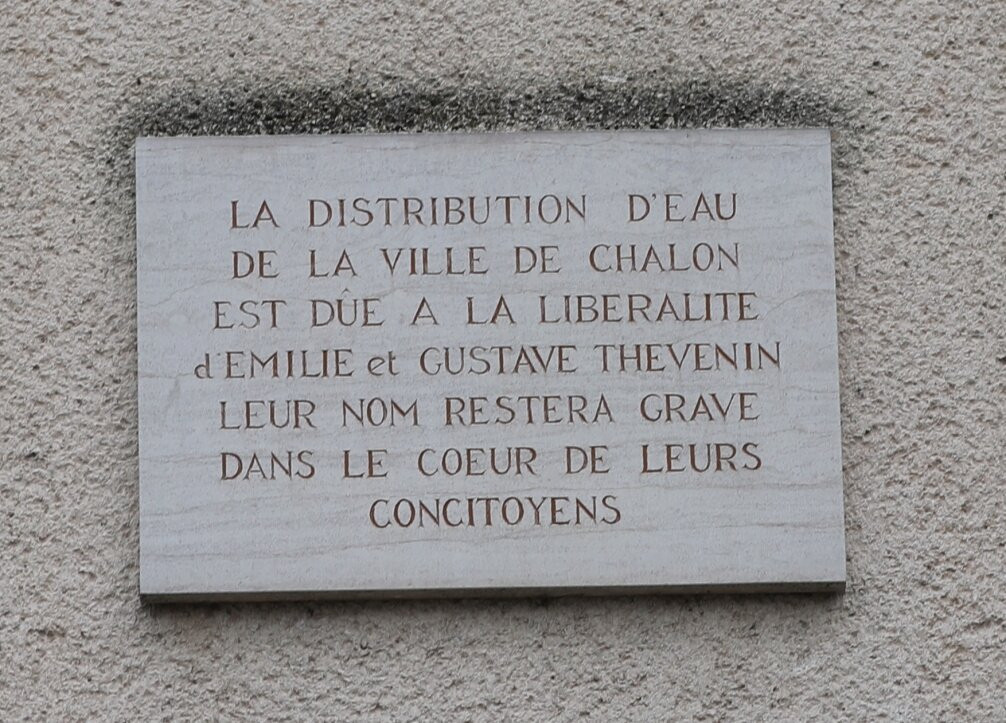 LA DISTRIBUTION D'EAU
DE LA VILLE DE CHALON
EST DÛE A LA LIBERALITE
d'EMILIE et GUSTAVE THEVENIN
LEUR NOM RESTERA GRAVE
DANS LE COEUR DE LEURS
CONCITOYENS